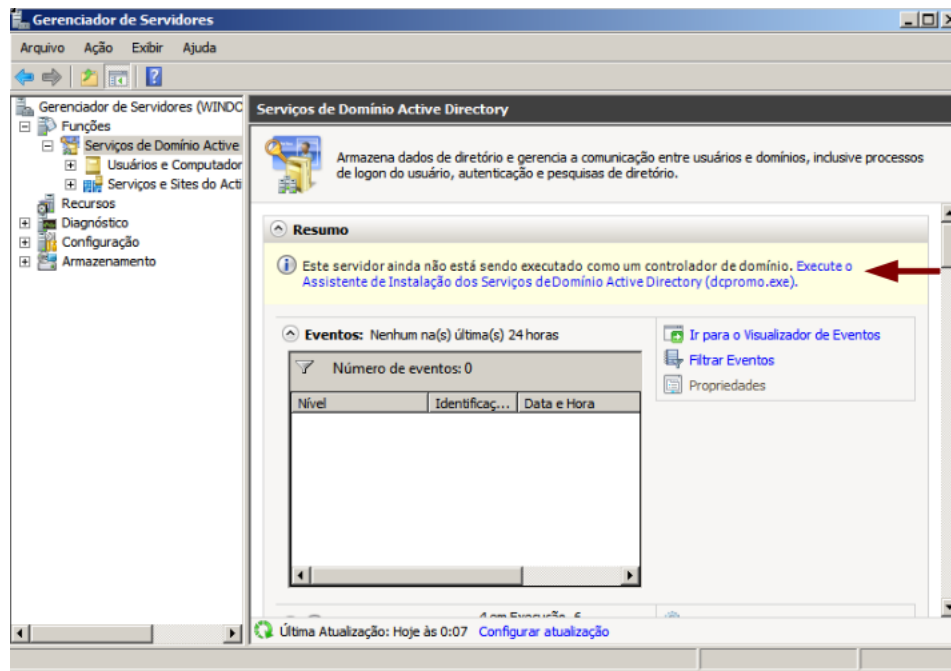 Gerenciador de Servidores
Arquivo Ação Exibir Ajuda
Gerenciador de Servidores (WINDC
Funções
Serviços de Domínio Active
Usuários e Computador
Serviços e Sites do Acti
Recursos
Diagnóstico
Configuração
Armazenamento
Serviços de Domínio Active Directory
Armazena dados de diretório e gerencia a comunicação entre usuários e domínios, inclusive processos
de logon do usuário, autenticação e pesquisas de diretório.
Resumo
Este servidor ainda não está sendo executado como um controlador de domínio. Execute o
Assistente de Instalação dos Serviços de Domínio Active Directory (dcpromo.exe).
Eventos: Nenhum na(s) última(s) 24 horas
Número de eventos: 0
Nível Identificaç... Data e Hora
Ir para o Visualizador de Eventos
Filtrar Eventos
Propriedades
Última Atualização: Hoje às 0:07 Configurar atualização